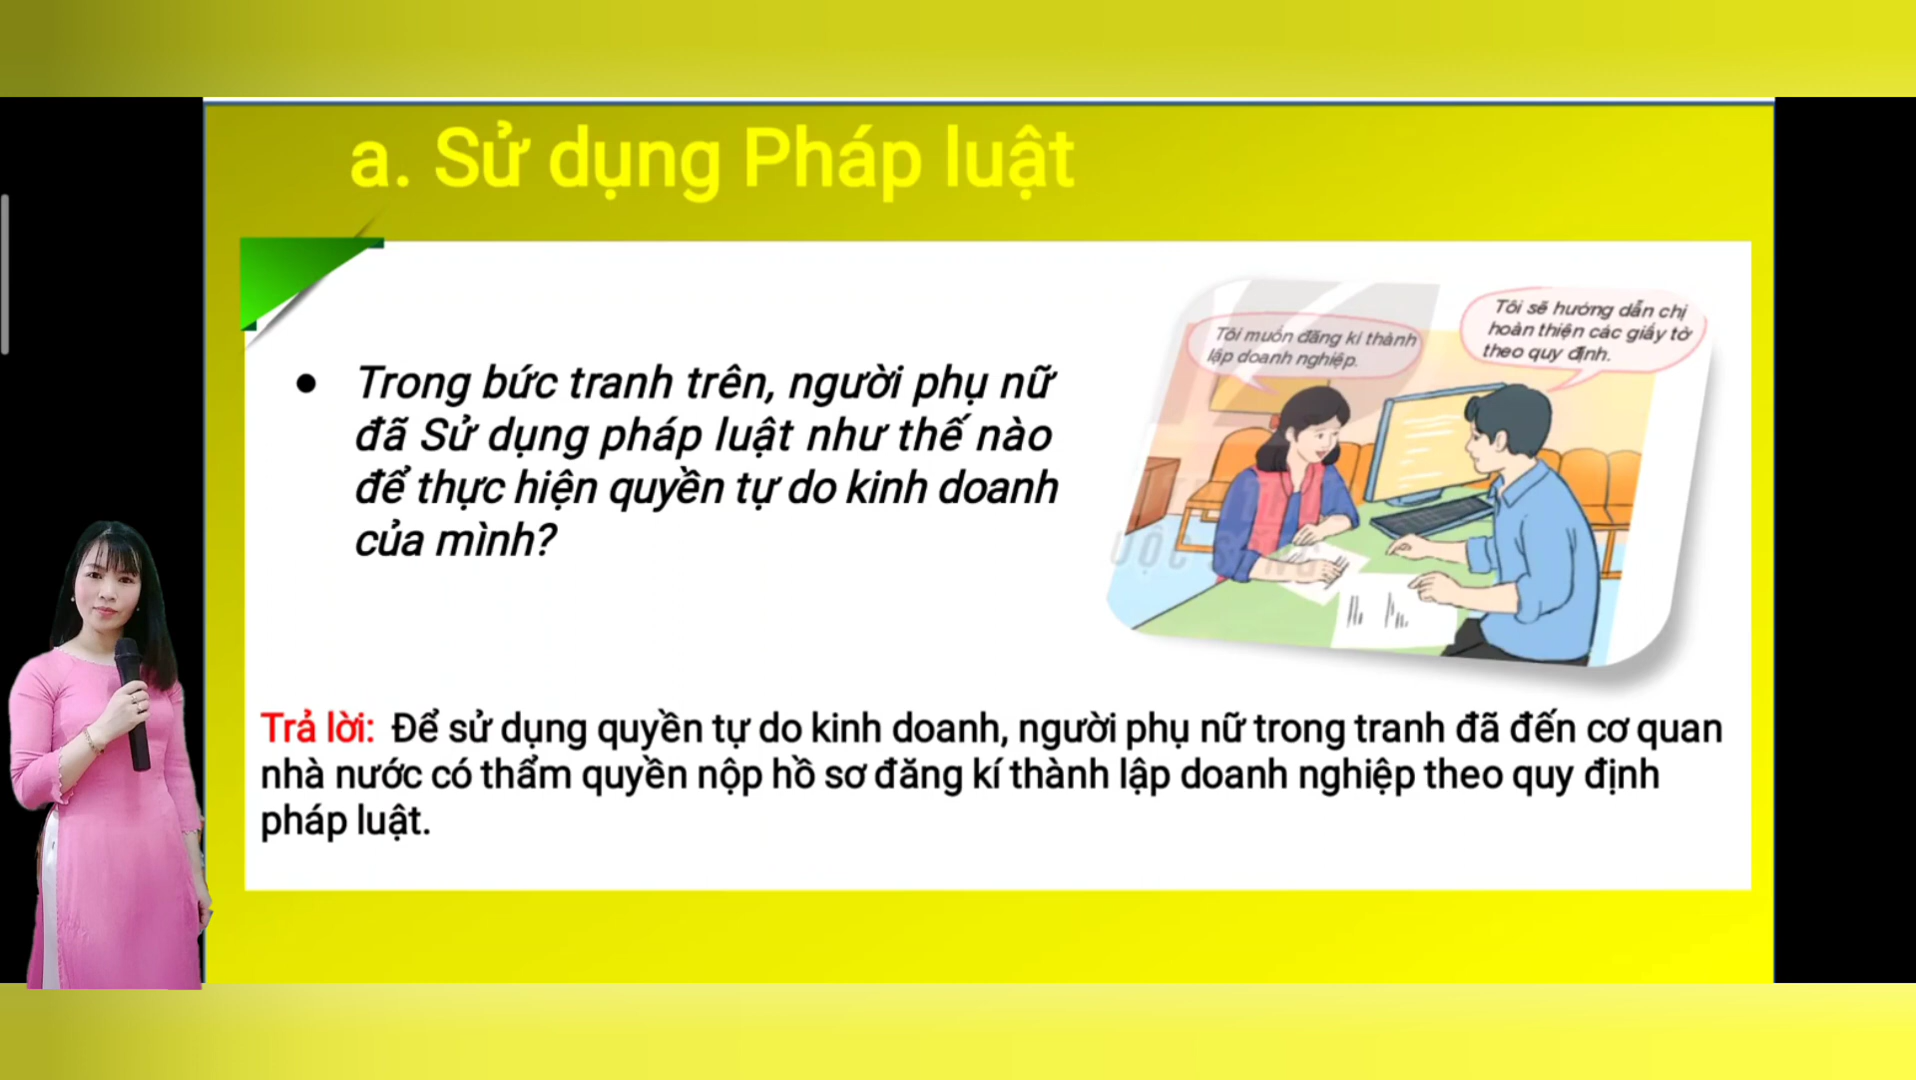 a. Sử dụng Pháp luật
Trong bức tranh trên, người phụ nữ
đã Sử dụng pháp luật như thế nào
để thực hiện quyền tự do kinh doanh
của mình?
Tôi muốn đăng kí thành
lập doanh nghiệp.
Tôi sẽ hướng dẫn chị
hoàn thiện các giấy tờ
theo quy định.
Trả lời: Để sử dụng quyền tự do kinh doanh, người phụ nữ trong tranh đã đến cơ quan
nhà nước có thẩm quyền nộp hồ sơ đăng kí thành lập doanh nghiệp theo quy định
pháp luật.